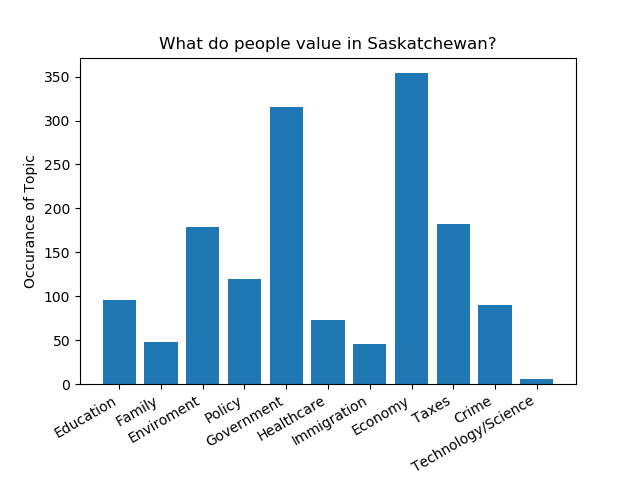 What do people value in Saskatchewan?
Occurance of Topic
350
300
250
200
150
100
50
0
Education
Family
Enviroment
Policy
Government
Healthcare
Immigration
Economy
Taxes
Crime
Technology/Science